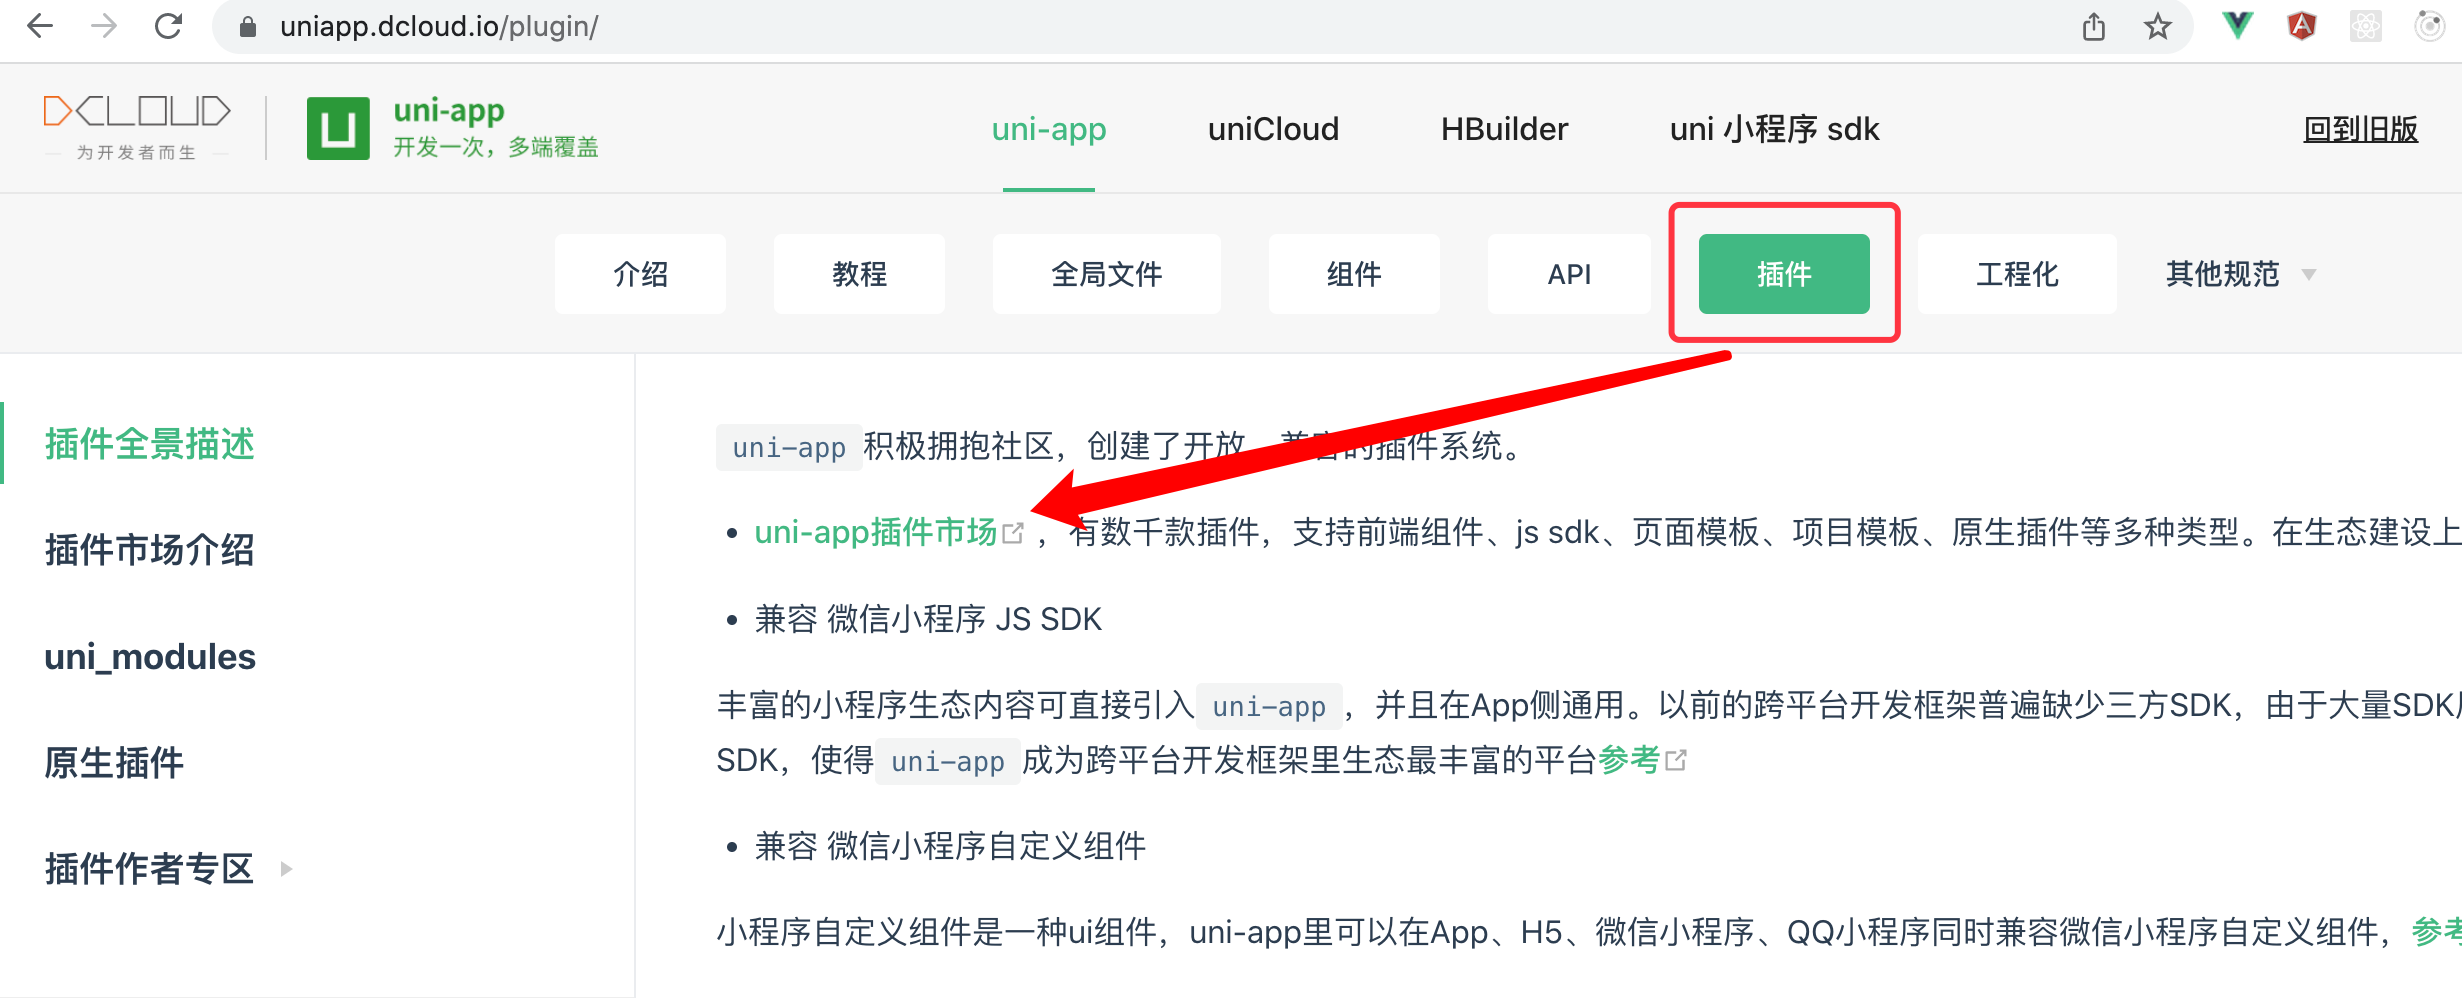 uniapp.dcloud.io/plugin/
DCLOUD
为开发者而生
uni-app
开发一次，多端覆盖
uni-app
uniCloud
HBuilder
uni 小程序 sdk
回到旧版
介绍
教程
全局文件
组件
API
插件
工程化
其他规范
插件全景描述
插件市场介绍
uni_modules
原生插件
插件作者专区
uni-app积极拥抱社区，创建了开放、兼容的插件系统。
• uni-app插件市场，有数千款插件，支持前端组件、js sdk、页面模板、项目模板、原生插件等多种类型。在生态建设上
• 兼容 微信小程序 JS SDK
丰富的小程序生态内容可直接引入 uni-app，并且在App侧通用。以前的跨平台开发框架普遍缺少三方SDK，由于大量SDK
SDK，使得 uni-app 成为跨平台开发框架里生态最丰富的平台参考
• 兼容 微信小程序自定义组件
小程序自定义组件是一种ui组件，uni-app里可以在App、H5、微信小程序、QQ小程序同时兼容微信小程序自定义组件，参考